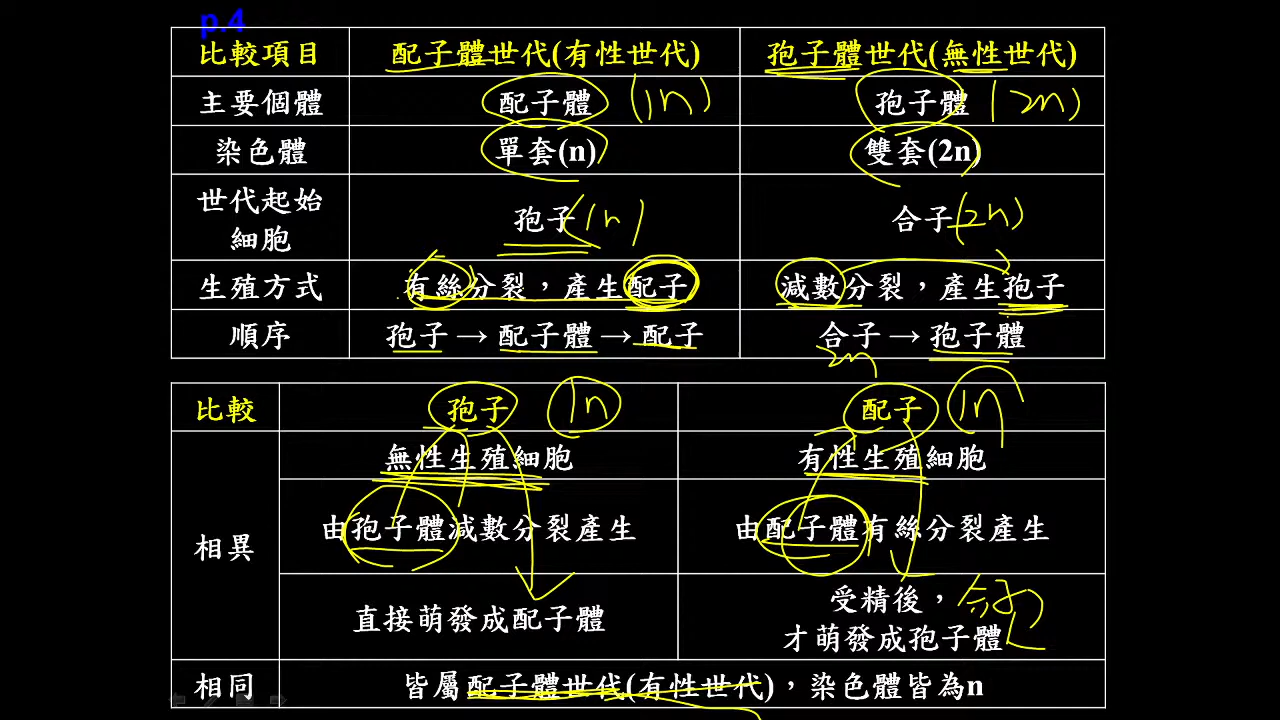 p.4
比較項目 配子體世代(有性世代) 孢子體世代(無性世代)
主要個體 配子體 (1n) 孢子體 (2n)
染色體 單套(n) 雙套(2n)
世代起始
細胞 孢子 (1n) 合子 (2n)
生殖方式 有絲分裂，產生配子 減數分裂，產生孢子
順序 孢子→配子體→配子 合子→孢子體
2n
比較 孢子 1n 配子 1n
無性生殖細胞 有性生殖細胞
相異 由孢子體減數分裂產生 由配子體有絲分裂產生
直接萌發成配子體 受精後，合子
才萌發成孢子體
相同 皆屬配子體世代(有性世代)，染色體皆為n